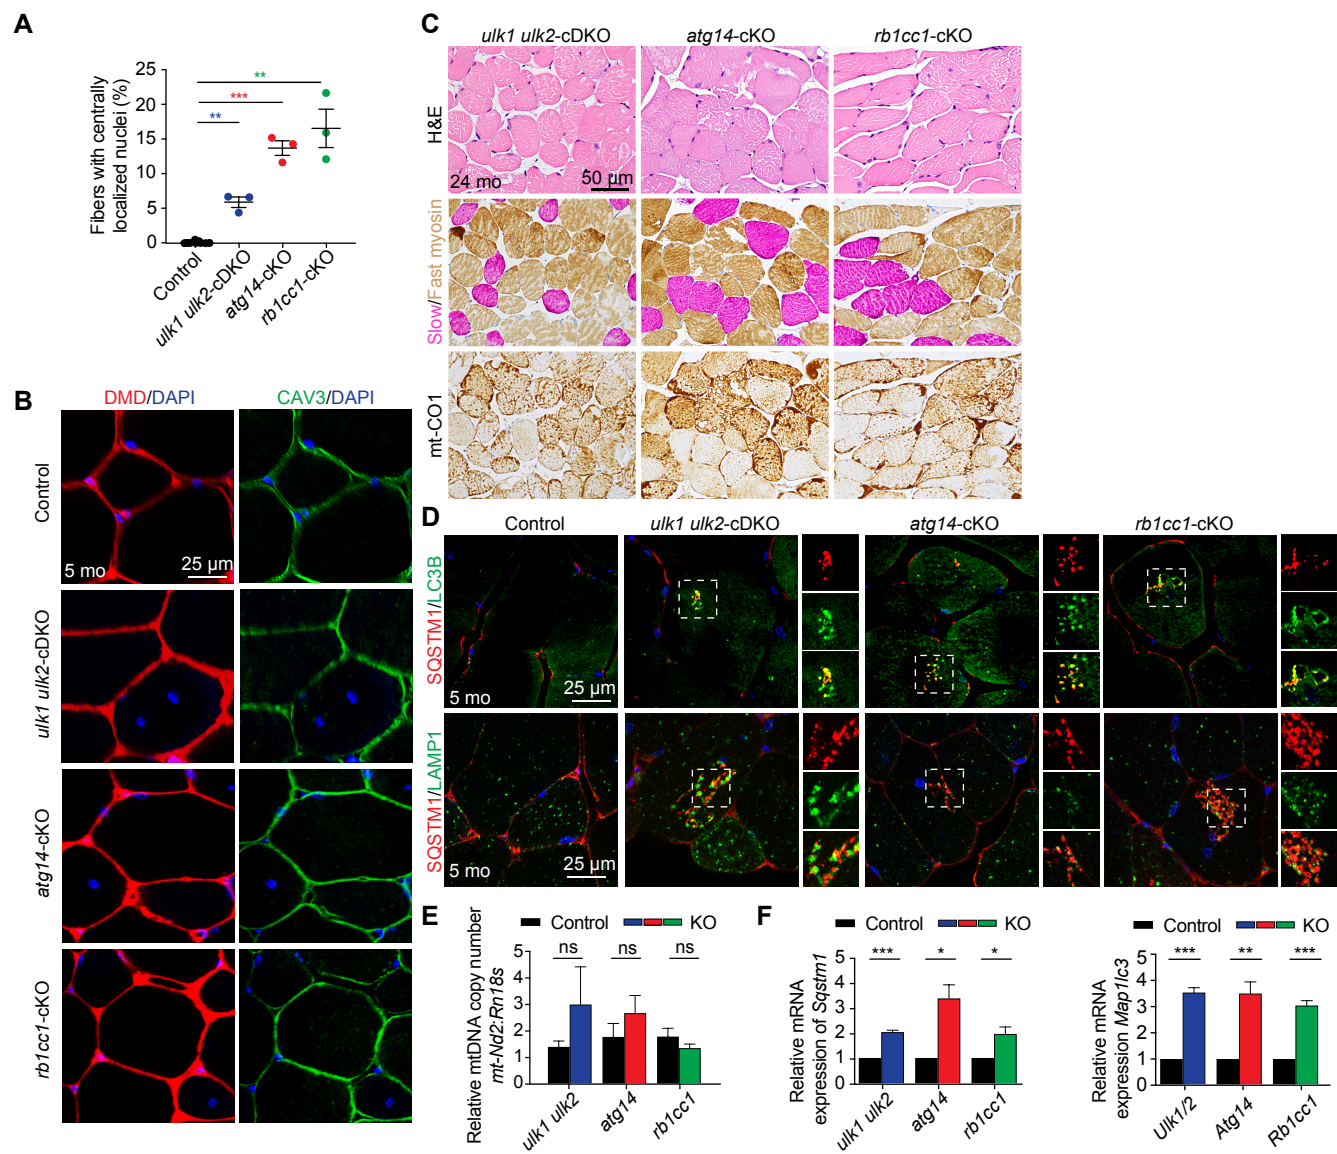 A
Fibers with centrally
localized nuclei (%)
25
20
15
10
5
0
**
***
**
Control
ulk1 ulk2-cDKO
atg14-cKO
rb1cc1-cKO
B
DMD/DAPI
CAV3/DAPI
Control
5 mo
25 µm
ulk1 ulk2-cDKO
atg14-cKO
rb1cc1-cKO
C
ulk1 ulk2-cDKO
atg14-cKO
rb1cc1-cKO
H&E
24 mo
50 µm
Slow/Fast myosin
mt-CO1
D
Control
ulk1 ulk2-cDKO
atg14-cKO
rb1cc1-cKO
SQSTM1/LC3B
5 mo
25 µm
SQSTM1/LAMP1
5 mo
25 µm
E
Control
KO
Relative mtDNA copy number
mt-Nd2:Rn18s
5
4
3
2
1
0
ns
ns
ns
ulk1 ulk2
atg14
rb1cc1
F
Control
KO
Relative mRNA
expression of Sqstm1
5
4
3
2
1
0
***
*
*
ulk1 ulk2
atg14
rb1cc1
Control
KO
Relative mRNA
expression Map1lc3
5
4
3
2
1
0
***
**
***
Ulk1/2
Atg14
Rb1cc1